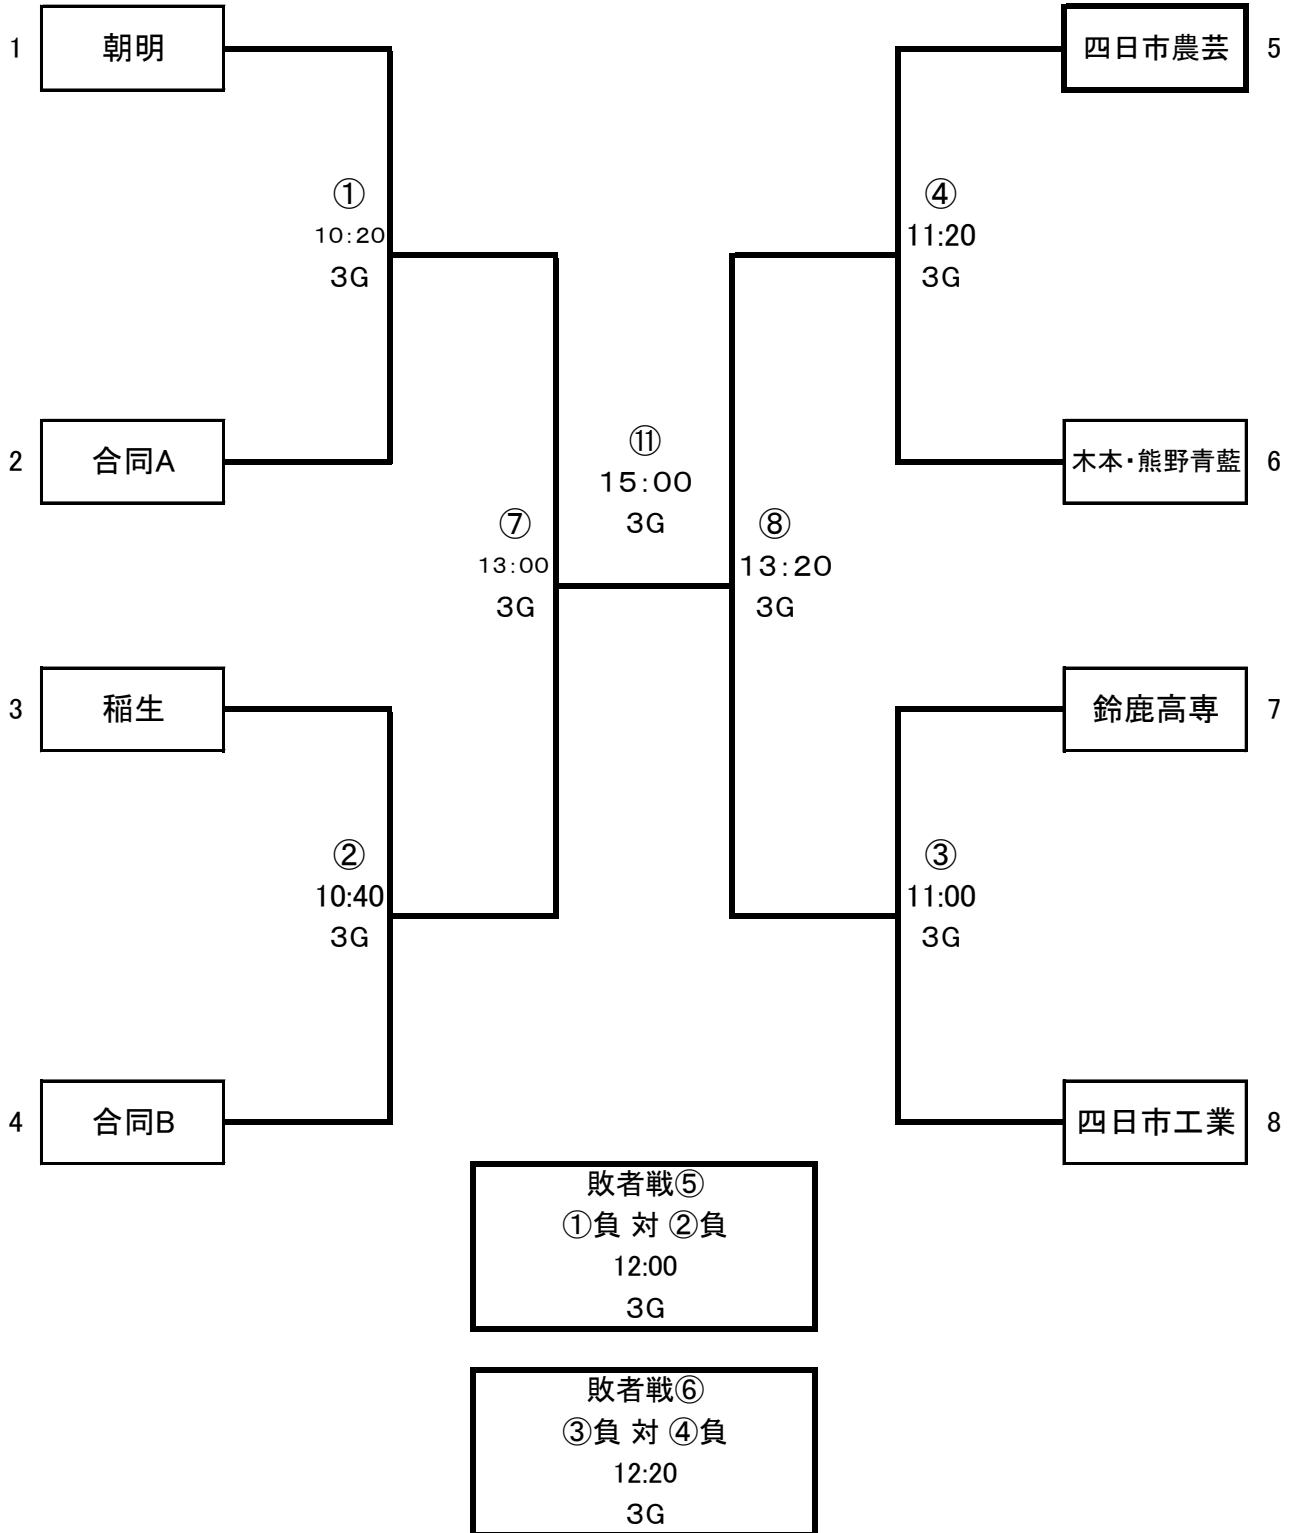 1 朝明
四日市農芸 5
①
10:20
3G
④
11:20
3G
2 合同A
木本・熊野青藍 6
⑪
15:00
3G
⑦
13:00
3G
⑧
13:20
3G
3 稲生
鈴鹿高専 7
②
10:40
3G
③
11:00
3G
4 合同B
四日市工業 8
敗者戦⑤
①負 対 ②負
12:00
3G
敗者戦⑥
③負 対 ④負
12:20
3G